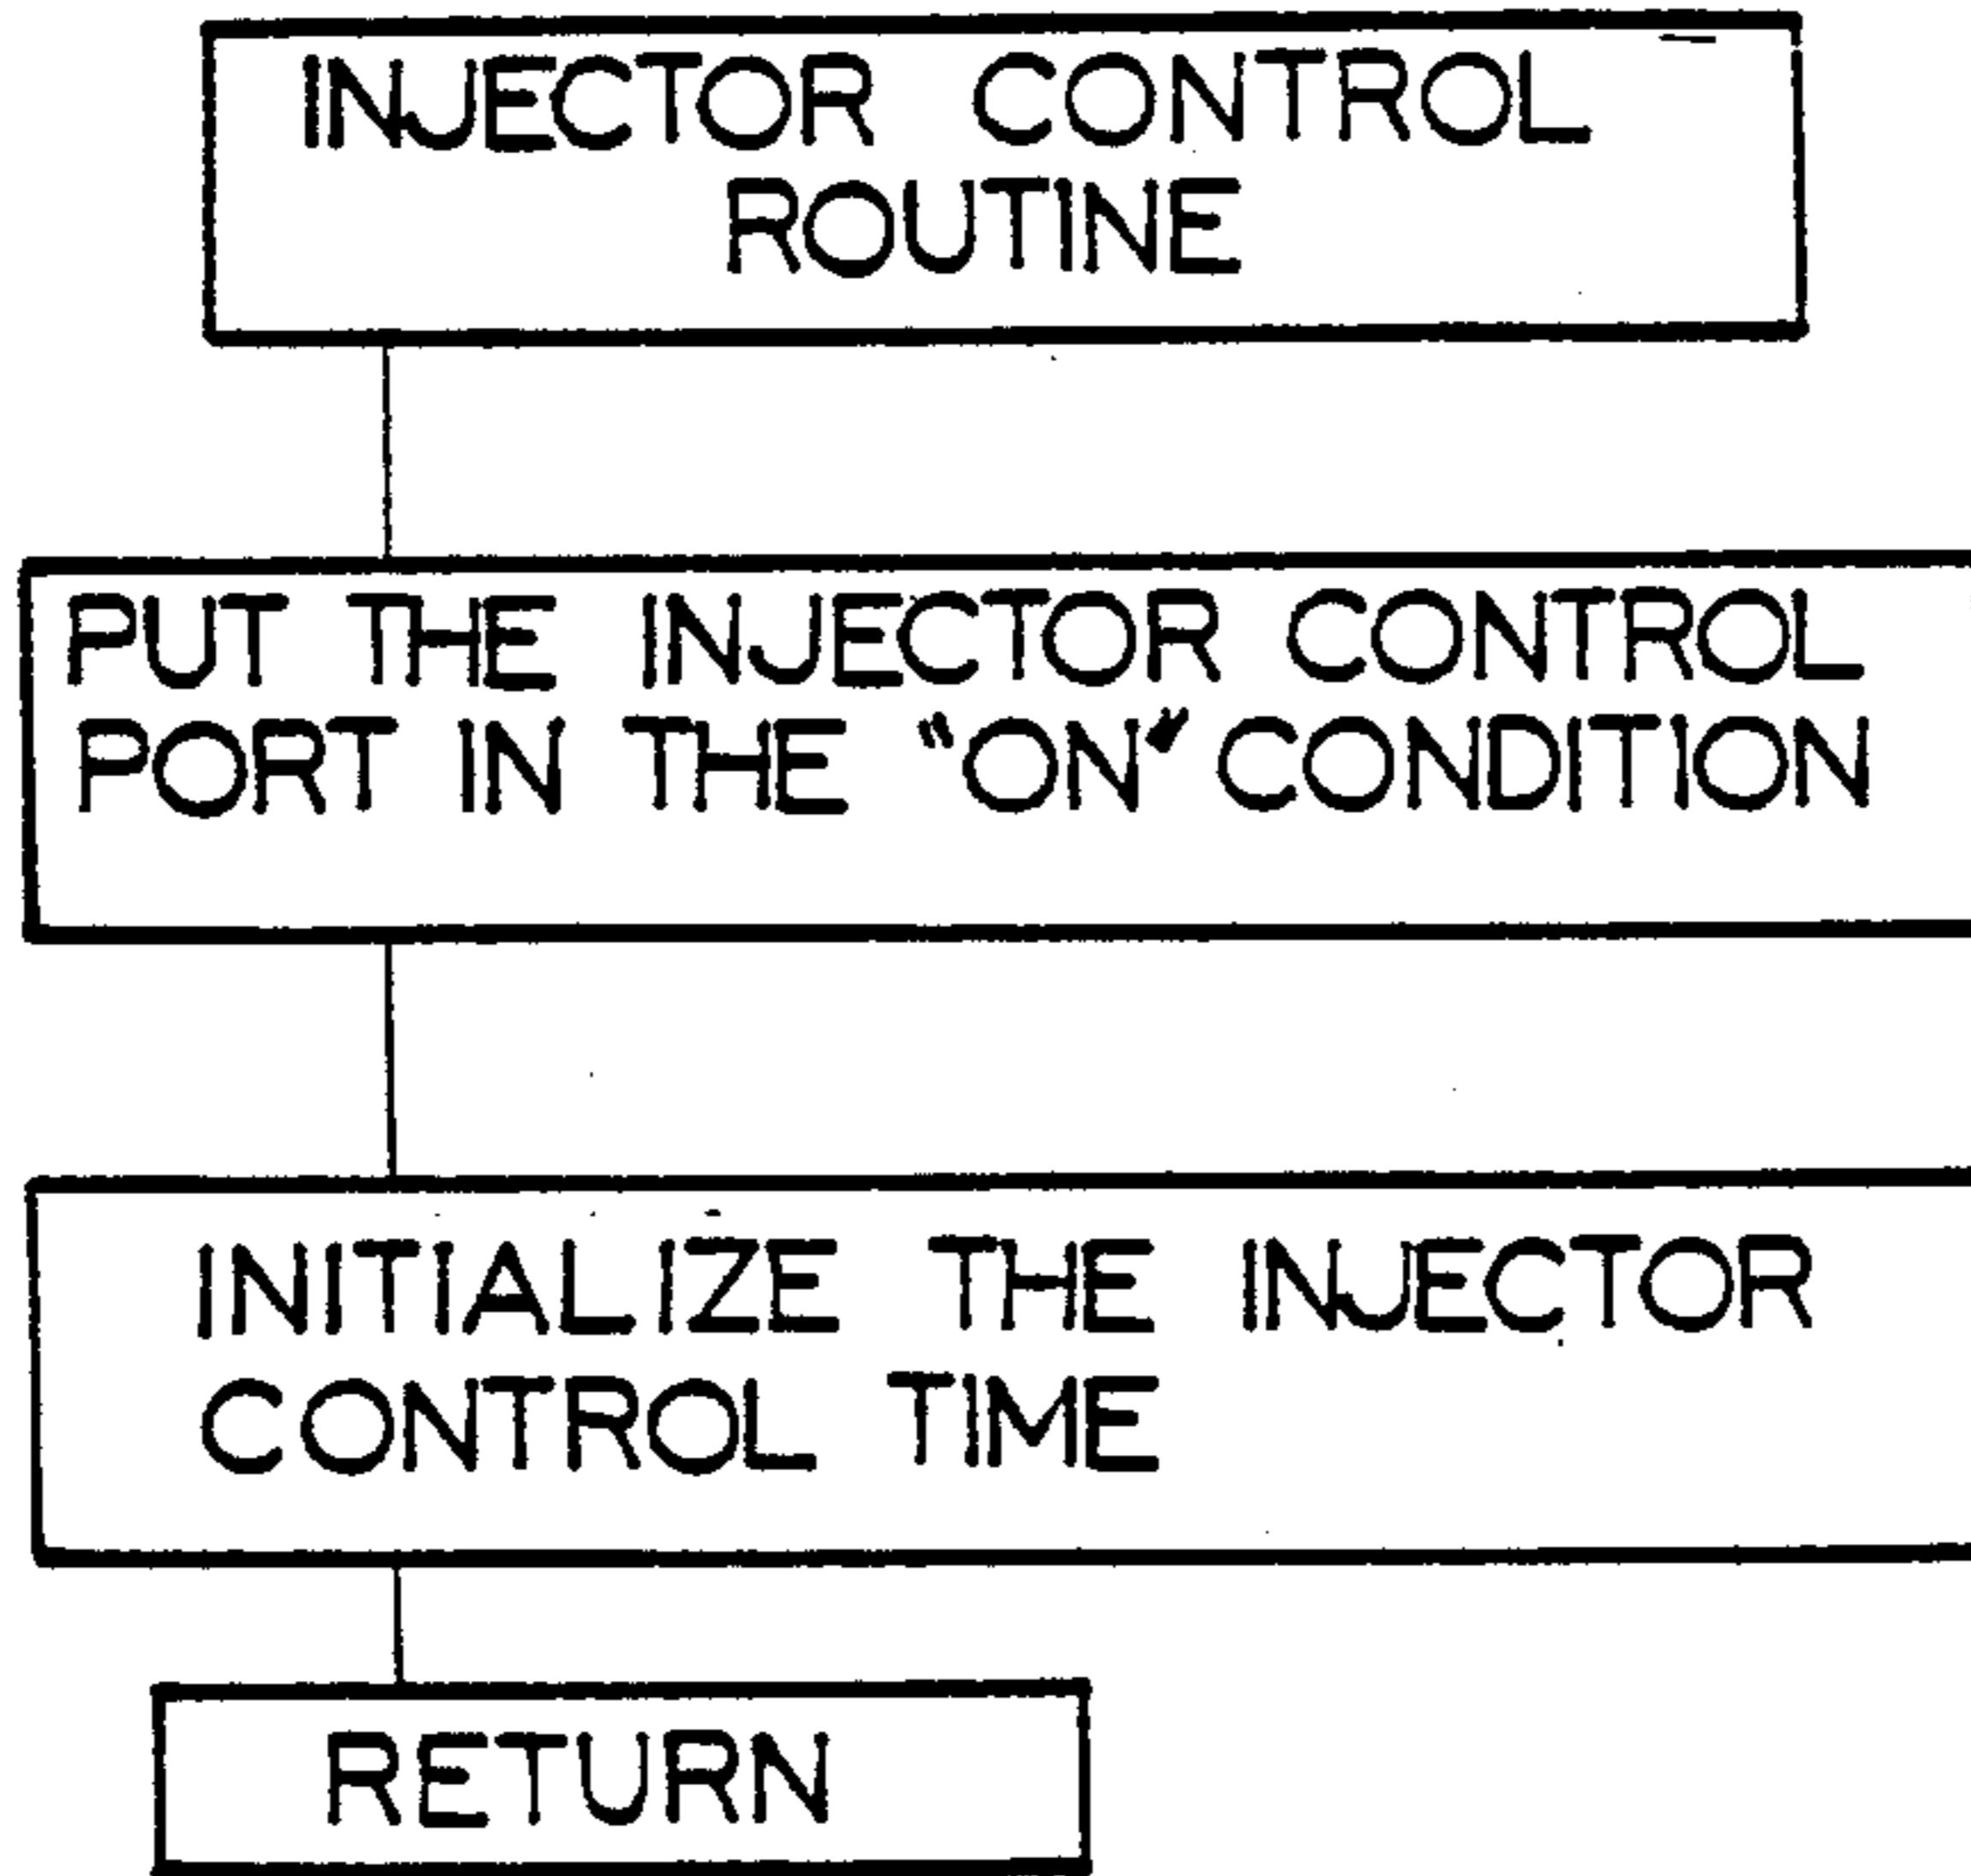 INJECTOR CONTROL
ROUTINE
PUT THE INJECTOR CONTROL
PORT IN THE "ON" CONDITION
INITIALIZE THE INJECTOR
CONTROL TIME
RETURN